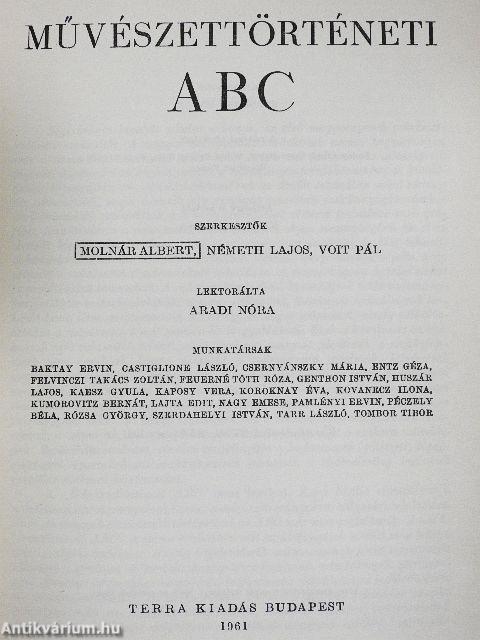 MŰVÉSZETTÖRTÉNETI
ABC
SZERKESZTŐK
MOLNÁR ALBERT, NÉMETH LAJOS, VOIT PÁL
LEKTORÁLTA
ARADI NÓRA
MUNKATÁRSAK
BAKTAY ERVIN, CASTIGLIONE LÁSZLÓ, CSERNYÁNSZKY MÁRIA, ENTZ GÉZA,
FELVINCZI TAKÁCS ZOLTÁN, FEUERNÉ TÓTH RÓZA, GENTHON ISTVÁN, HUSZÁR
LAJOS, KAESZ GYULA, KAPOSY VERA, KOROKNAY ÉVA, KOVANECZ ILONA,
KUMOROVITZ BERNÁT, LAJTA EDIT, NAGY EMESE, PAMLÉNYI ERVIN, PÉCZELY
BÉLA, RÓZSA GYÖRGY, SZERDAHELYI ISTVÁN, TARR LÁSZLÓ, TOMBOR TIBOR
TERRA KIADÁS BUDAPEST
1961
Antikvárium.hu